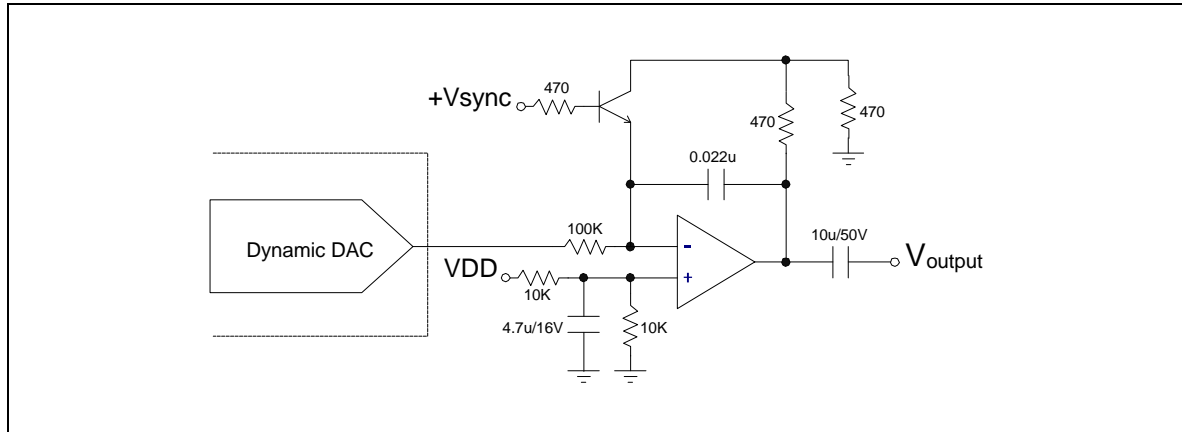 470
+Vsync
470
470
0.022u
Dynamic DAC
100K
-
10u/50V
Voutput
VDD
+
10K
4.7u/16V
10K